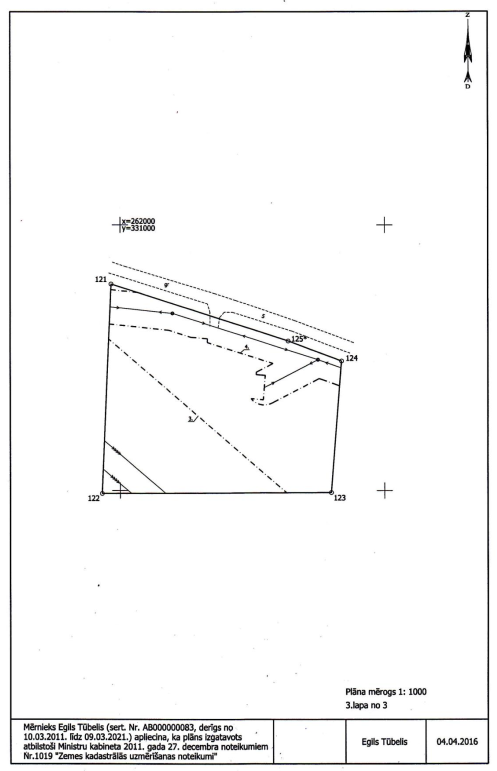 Z
D
x=262000
y=331000
121
φ
s
125*
124
4.
3.
122
123
Plāna mērogs 1: 1000
3.lapa no 3
Mērnieks Egils Tūbelis (sert. Nr. AB000000083, derīgs no
10.03.2011. līdz 09.03.2021.) apliecina, ka plāns izgatavots
atbilstoši Ministru kabineta 2011. gada 27. decembra noteikumiem
Nr.1019 "Zemes kadastrālās uzmērīšanas noteikumi"
Egils Tūbelis
04.04.2016